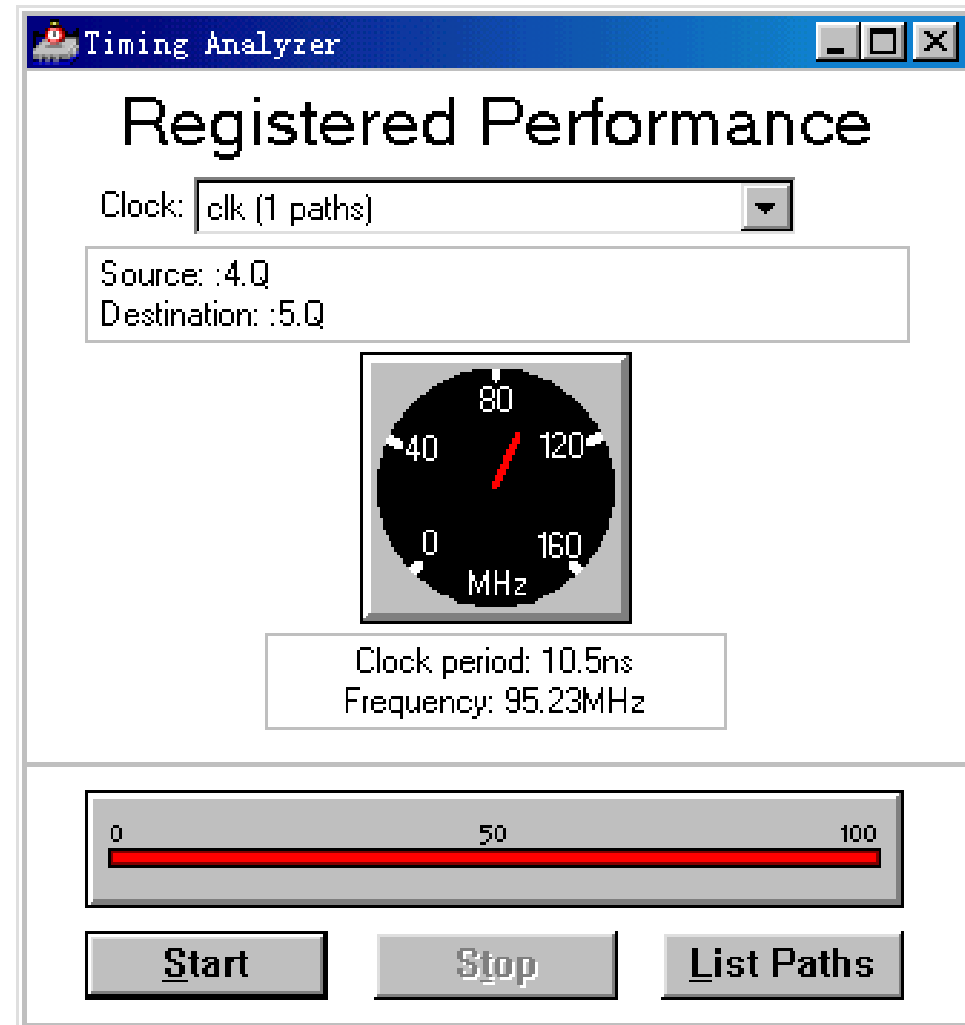 Timing Analyzer
Registered Performance
Clock: clk (1 paths)
Source: :4.Q
Destination: :5.Q
80
40
120
0
160
MHz
Clock period: 10.5ns
Frequency: 95.23MHz
0 50 100
Start Stop List Paths